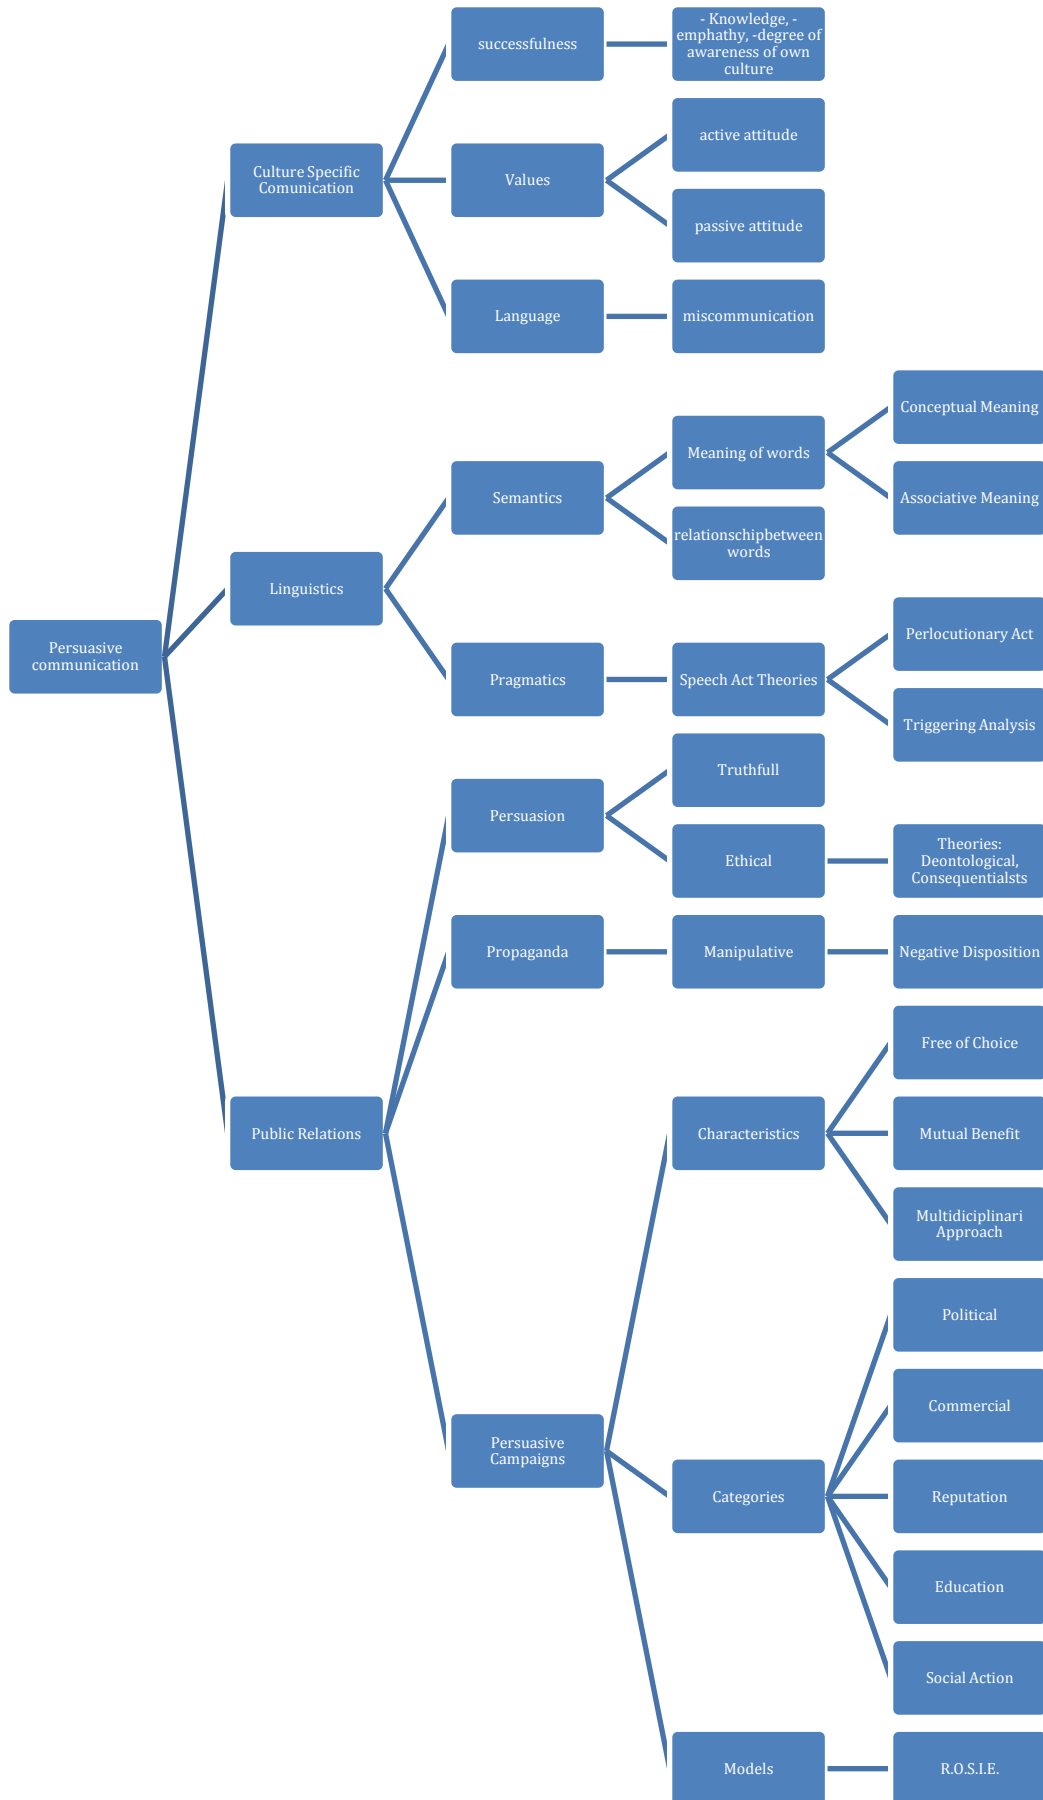 successfulness
- Knowledge, -
emphathy, -degree of
awareness of own
culture
Culture Specific
Comunication
Values
active attitude
passive attitude
Language
miscommunication
Persuasive
communication
Linguistics
Semantics
Meaning of words
Conceptual Meaning
Associative Meaning
relationschipbetween
words
Pragmatics
Speech Act Theories
Perlocutionary Act
Triggering Analysis
Public Relations
Persuasion
Truthfull
Ethical
Theories:
Deontological,
Consequentialsts
Propaganda
Manipulative
Negative Disposition
Persuasive
Campaigns
Characteristics
Free of Choice
Mutual Benefit
Multidiciplinari
Approach
Categories
Political
Commercial
Reputation
Education
Social Action
Models
R.O.S.I.E.